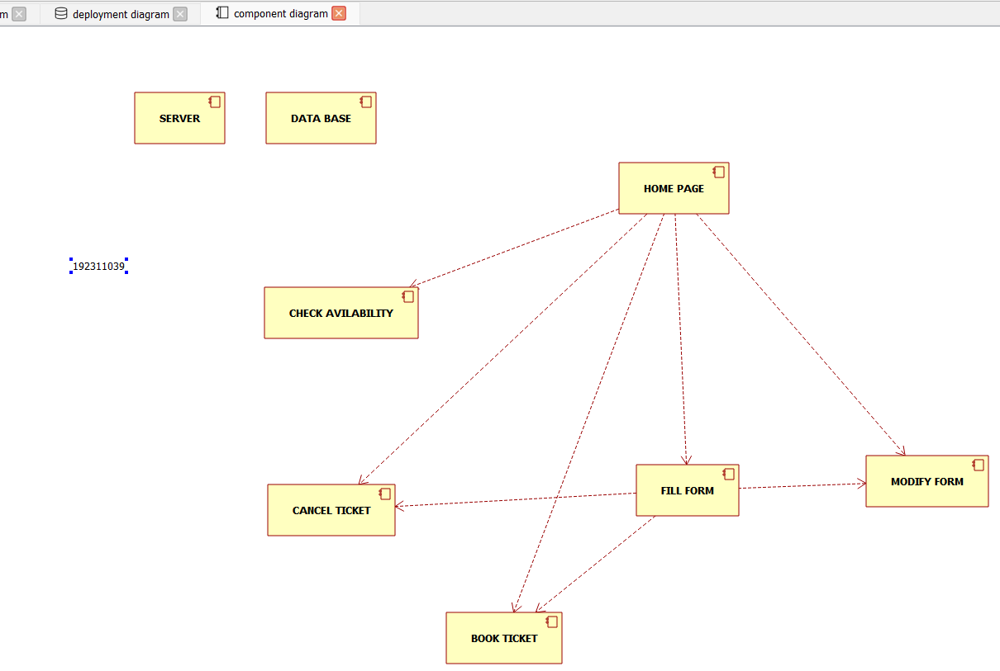 m
deployment diagram
component diagram
SERVER
DATA BASE
HOME PAGE
192311039
CHECK AVILABILITY
MODIFY FORM
FILL FORM
CANCEL TICKET
BOOK TICKET